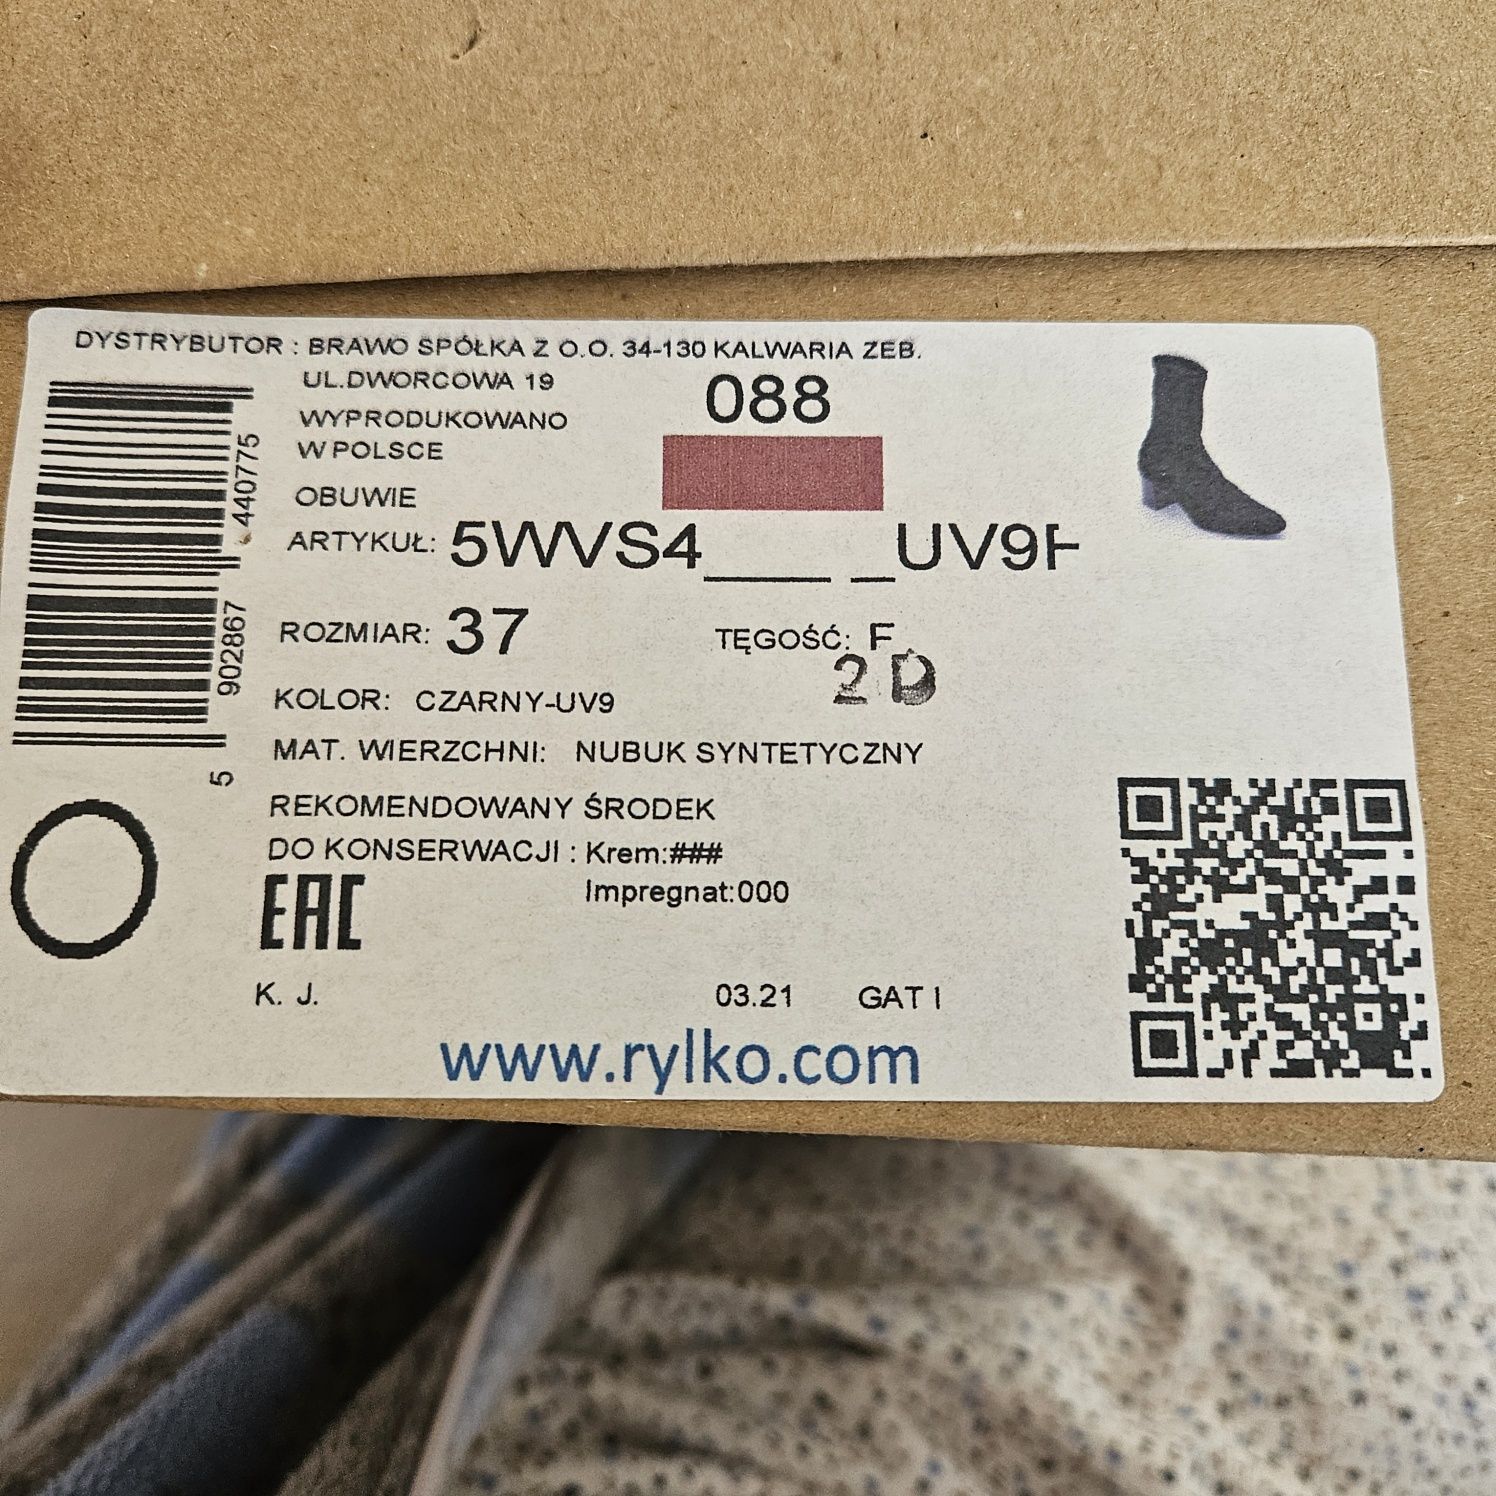 DYSTRYBUTOR : BRAWO SPÓŁKA Z O.O. 34-130 KALWARIA ZEB.
UL.DWORCOWA 19
088
WYPRODUKOWANO
W POLSCE
OBUWIE
ARTYKUŁ: 5WVS4___ _UV9F
ROZMIAR: 37
TĘGOŚĆ: F
2D
KOLOR: CZARNY-UV9
MAT. WIERZCHNI: NUBUK SYNTETYCZNY
REKOMENDOWANY ŚRODEK
DO KONSERWACJI : Krem:###
Impregnat:000
EAC
K. J.
03.21 GAT I
www.rylko.com
5 902867 440775